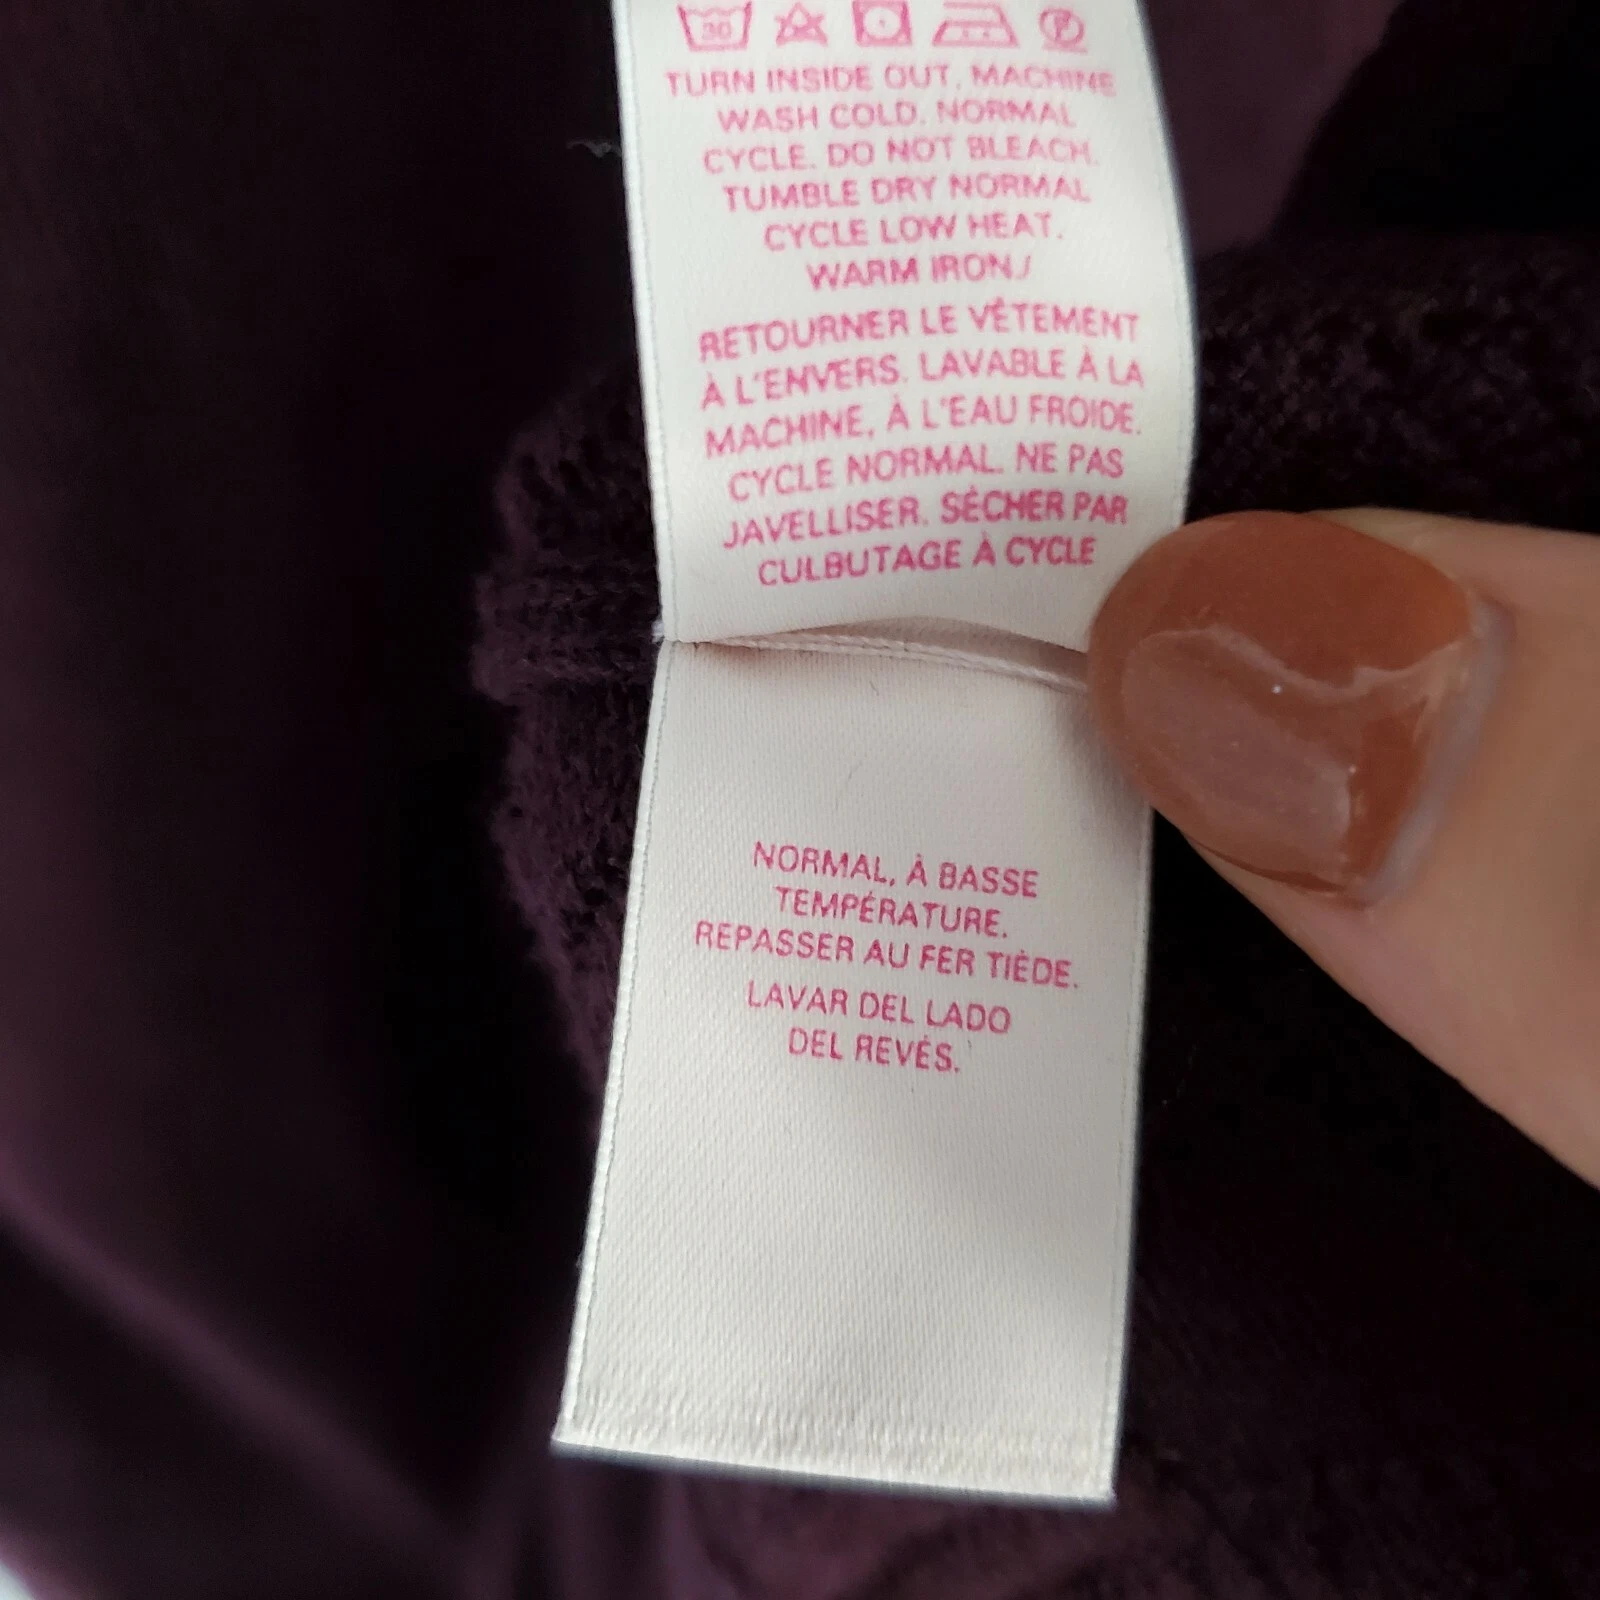 30
P
TURN INSIDE OUT. MACHINE
WASH COLD. NORMAL
CYCLE. DO NOT BLEACH.
TUMBLE DRY NORMAL
CYCLE LOW HEAT.
WARM IRON./
RETOURNER LE VÊTEMENT
À L'ENVERS. LAVABLE À LA
MACHINE, À L'EAU FROIDE.
CYCLE NORMAL. NE PAS
JAVELLISER. SÉCHER PAR
CULBUTAGE À CYCLE
NORMAL, À BASSE
TEMPÉRATURE.
REPASSER AU FER TIÈDE.
LAVAR DEL LADO
DEL REVÉS.